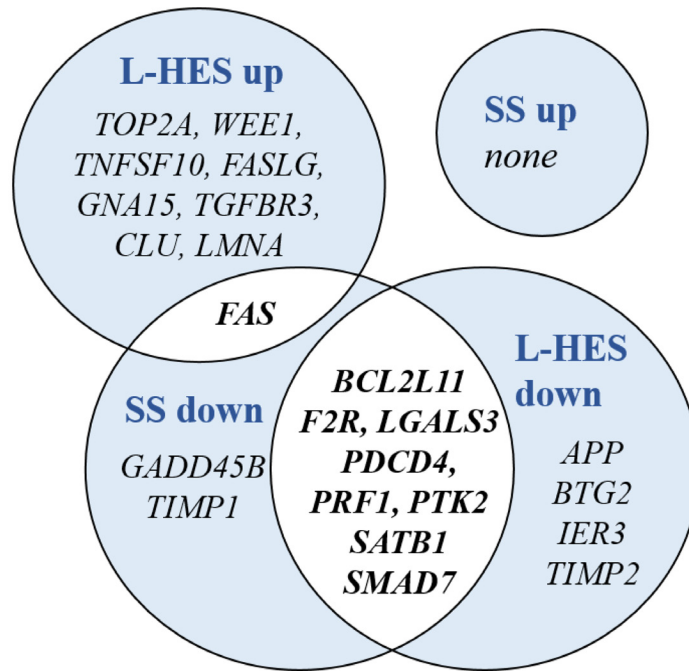 L-HES up
TOP2A, WEE1,
TNFSF10, FASLG,
GNA15, TGFBR3,
CLU, LMNA
SS up
none
FAS
SS down
GADD45B
TIMP1
BCL2L11
F2R, LGALS3
PDCD4,
PRF1, PTK2
SATB1
SMAD7
L-HES
down
APP
BTG2
IER3
TIMP2